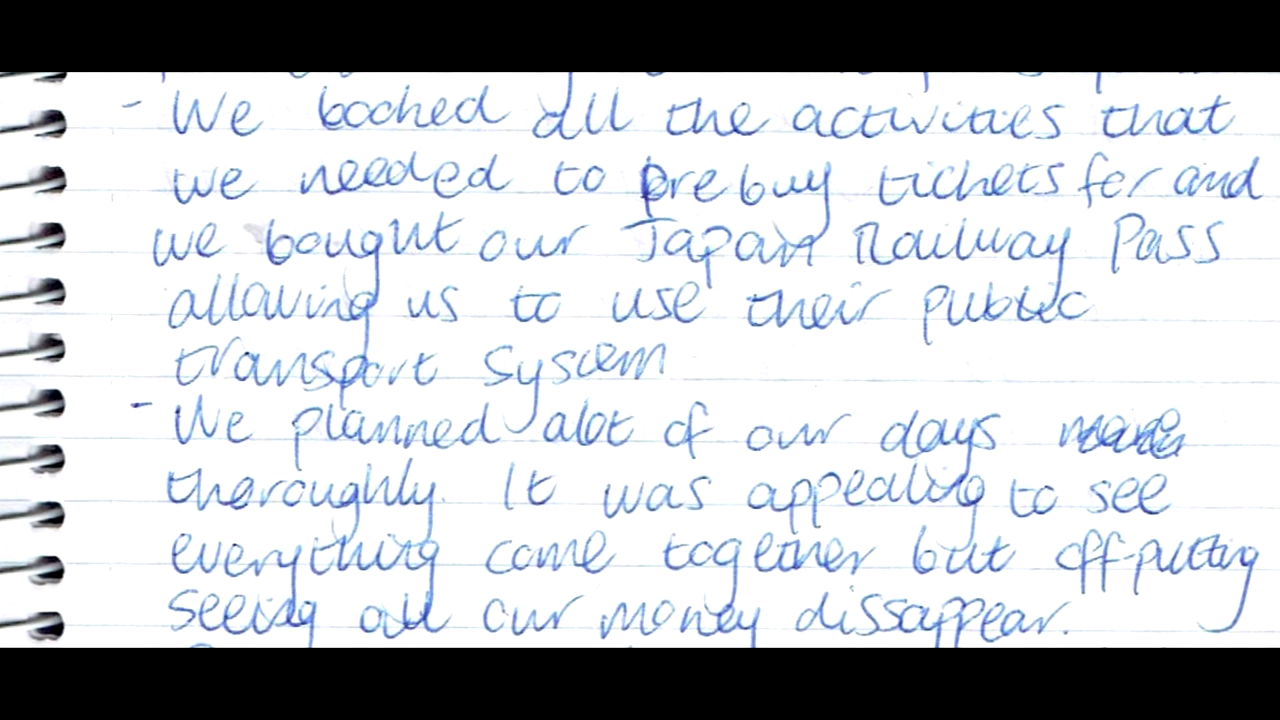 - We booked all the activities that
we needed to prebuy tickets for and
we bought our Japan Railway Pass
allowing us to use their public
transport system
- We planned alot of our days
thoroughly. It was appealing to see
everything come together but off-putting
seeing all our money dissappear.